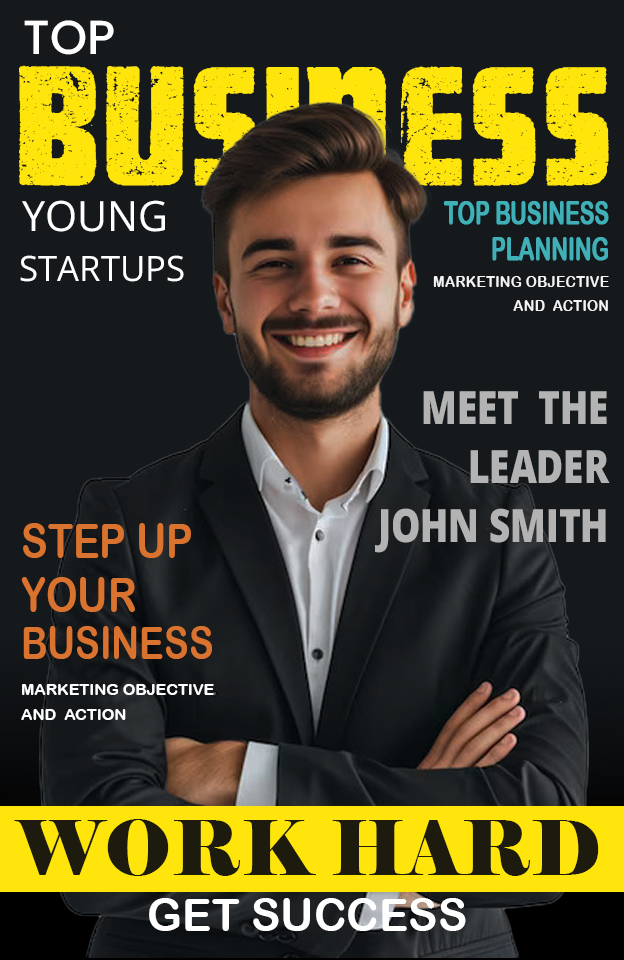 TOP
BUSINESS
YOUNG
STARTUPS
TOP BUSINESS
PLANNING
MARKETING OBJECTIVE
AND ACTION
MEET THE
LEADER
JOHN SMITH
STEP UP
YOUR
BUSINESS
MARKETING OBJECTIVE
AND ACTION
WORK HARD
GET SUCCESS